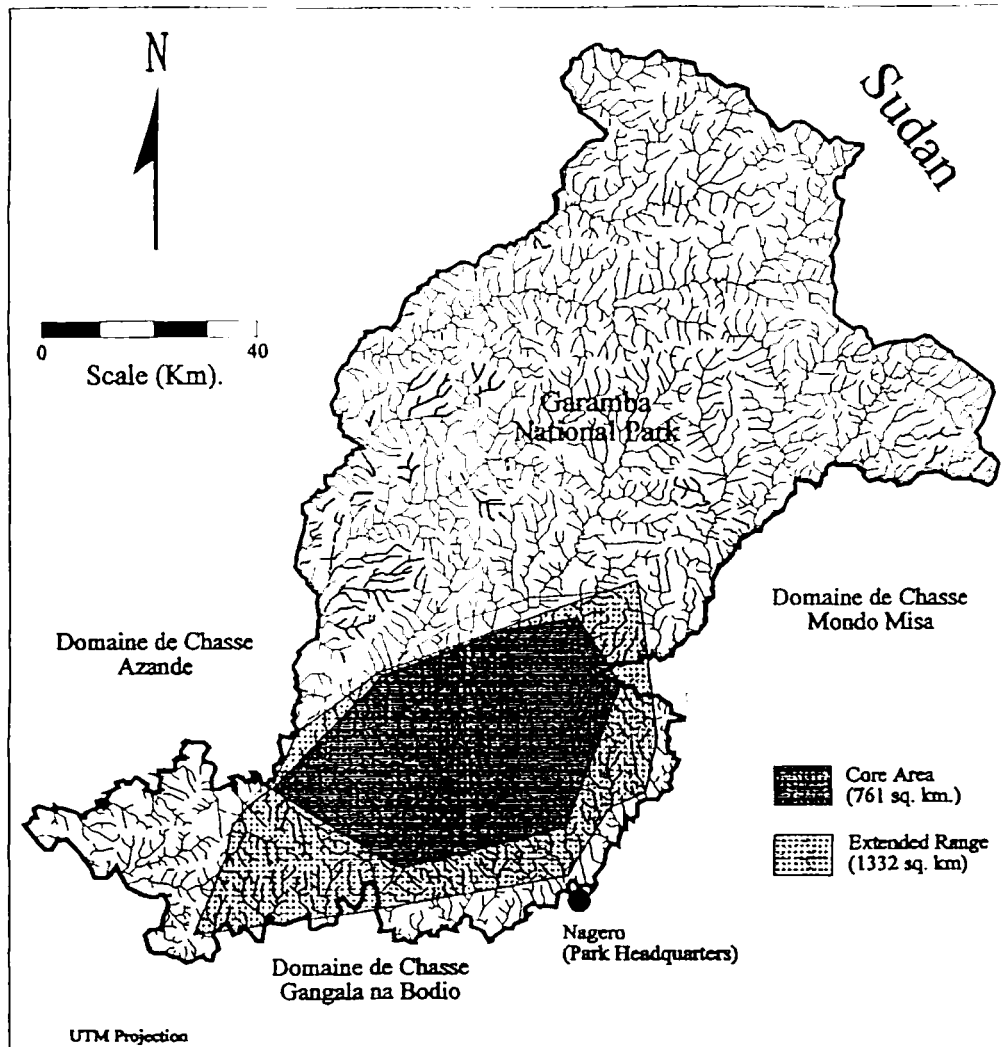 N
Sudan
0 40
Scale (Km).
Garamba
National Park
Domaine de Chasse
Mondo Misa
Domaine de Chasse
Azande
Core Area
(761 sq. km.)
Extended Range
(1332 sq. km)
Nagero
(Park Headquarters)
Domaine de Chasse
Gangala na Bodio
UTM Projection